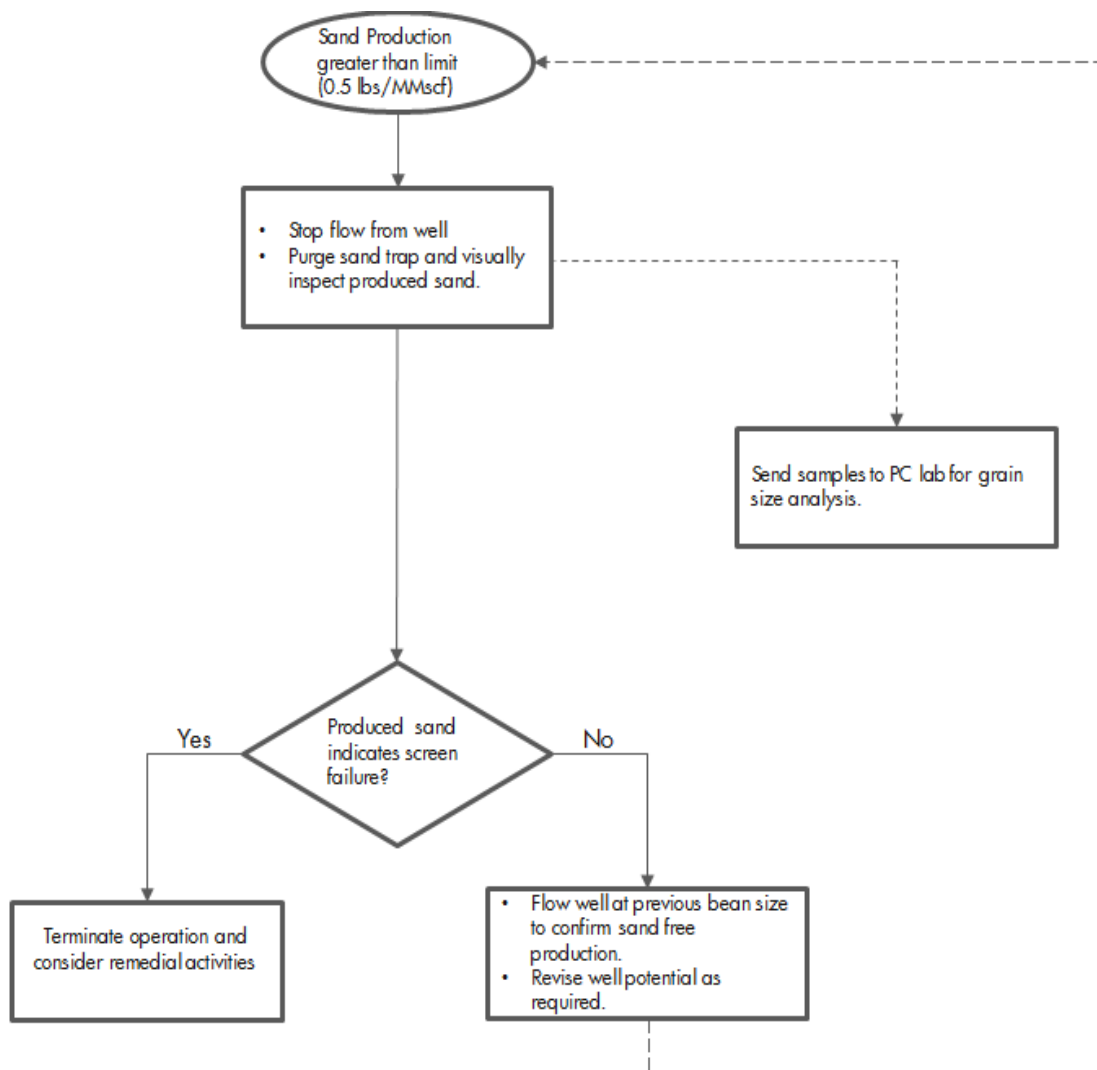 Sand Production
greater than limit
(0.5 lbs/MMscf)
• Stop flow from well
• Purge sand trap and visually
inspect produced sand.
Send samples to PC lab for grain
size analysis.
Produced sand
indicates screen
failure?
Yes
No
Terminate operation and
consider remedial activities
• Flow well at previous bean size
to confirm sand free
production.
• Revise well potential as
required.